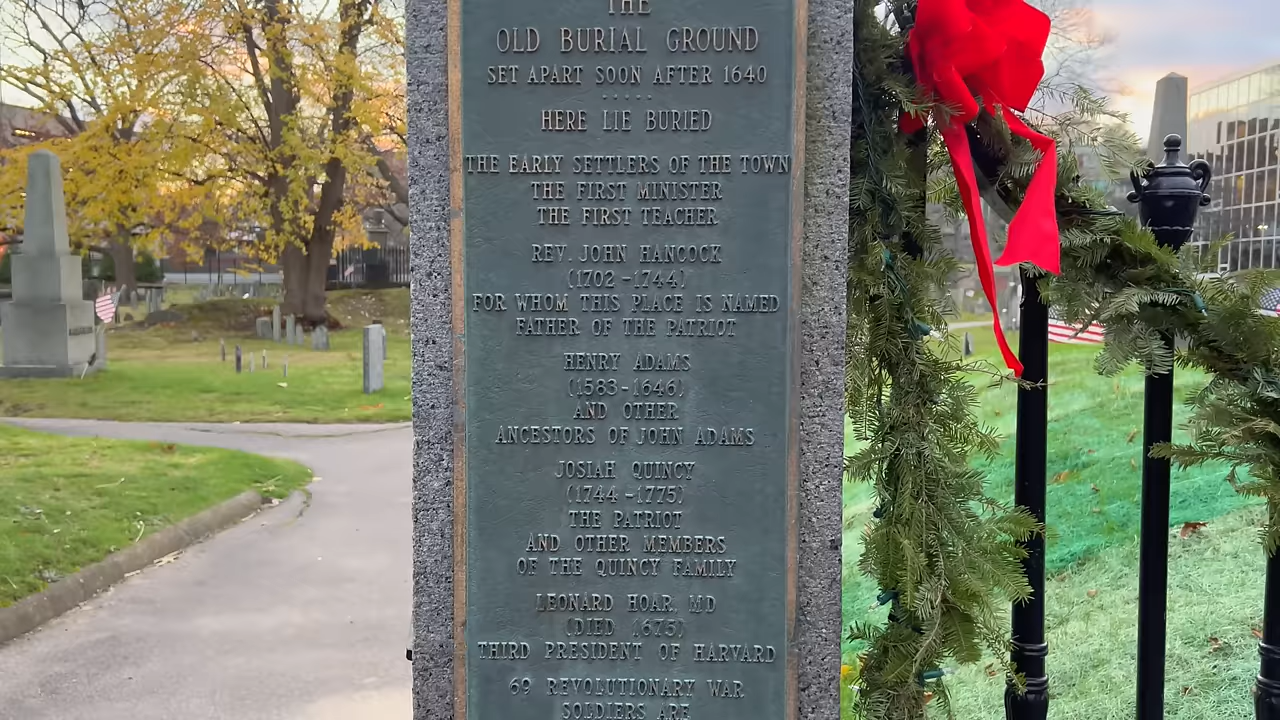 THE
OLD BURIAL GROUND
SET APART SOON AFTER 1640
.....
HERE LIE BURIED
THE EARLY SETTLERS OF THE TOWN
THE FIRST MINISTER
THE FIRST TEACHER
REV. JOHN HANCOCK
(1702-1744)
FOR WHOM THIS PLACE IS NAMED
FATHER OF THE PATRIOT
HENRY ADAMS
(1583-1646)
AND OTHER
ANCESTORS OF JOHN ADAMS
JOSIAH QUINCY
(1744-1775)
THE PATRIOT
AND OTHER MEMBERS
OF THE QUINCY FAMILY
LEONARD HOAR, MD
(DIED 1675)
THIRD PRESIDENT OF HARVARD
69 REVOLUTIONARY WAR
SOLDIERS ARE